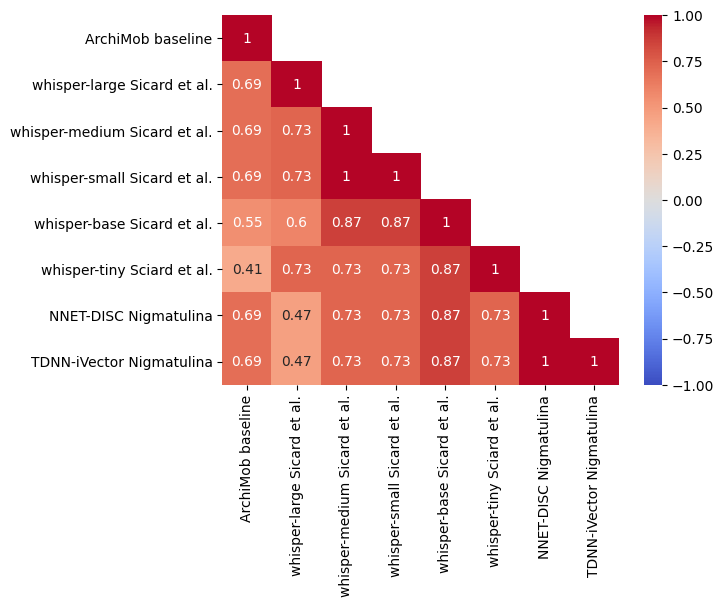 ArchiMob baseline 1
whisper-large Sicard et al. 0.69 1
whisper-medium Sicard et al. 0.69 0.73 1
whisper-small Sicard et al. 0.69 0.73 1 1
whisper-base Sicard et al. 0.55 0.6 0.87 0.87 1
whisper-tiny Sciard et al. 0.41 0.73 0.73 0.73 0.87 1
NNET-DISC Nigmatulina 0.69 0.47 0.73 0.73 0.87 0.73 1
TDNN-iVector Nigmatulina 0.69 0.47 0.73 0.73 0.87 0.73 1 1
ArchiMob baseline
whisper-large Sicard et al.
whisper-medium Sicard et al.
whisper-small Sicard et al.
whisper-base Sicard et al.
whisper-tiny Sciard et al.
NNET-DISC Nigmatulina
TDNN-iVector Nigmatulina
1.00
0.75
0.50
0.25
0.00
−0.25
−0.50
−0.75
−1.00